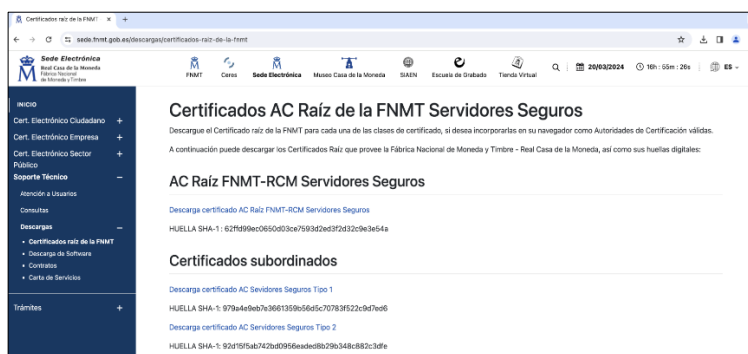 Certificados raíz de la FNMT
sede.fnmt.gob.es/descargas/certificados-raiz-de-la-fnmt
Sede Electrónica
Real Casa de la Moneda
Fábrica Nacional
de Moneda y Timbre
FNMT
Ceres
Sede Electrónica
Museo Casa de la Moneda
SIAEN
Escuela de Grabado
Tienda Virtual
20/03/2024
16h : 55m : 26s
ES
INICIO
Cert. Electrónico Ciudadano +
Cert. Electrónico Empresa +
Cert. Electrónico Sector +
Público
Soporte Técnico –
Atención a Usuarios
Consultas
Descargas –
• Certificados raíz de la FNMT
• Descarga de Software
• Contratos
• Carta de Servicios
Trámites +
Certificados AC Raíz de la FNMT Servidores Seguros
Descargue el Certificado raíz de la FNMT para cada una de las clases de certificado, si desea incorporarlas en su navegador como Autoridades de Certificación válidas.
A continuación puede descargar los Certificados Raíz que provee la Fábrica Nacional de Moneda y Timbre - Real Casa de la Moneda, así como sus huellas digitales:
AC Raíz FNMT-RCM Servidores Seguros
Descarga certificado AC Raíz FNMT-RCM Servidores Seguros
HUELLA SHA-1 : 62ffd99ec0650d03ce7593d2ed3f2d32c9e3e54a
Certificados subordinados
Descarga certificado AC Sevidores Seguros Tipo 1
HUELLA SHA-1: 979a4e9eb7e3661359b56d5c70783f522c9d7ed6
Descarga certificado AC Servidores Seguros Tipo 2
HUELLA SHA-1: 92d15f5ab742bd0956eaded8b29b348c882c3dfe